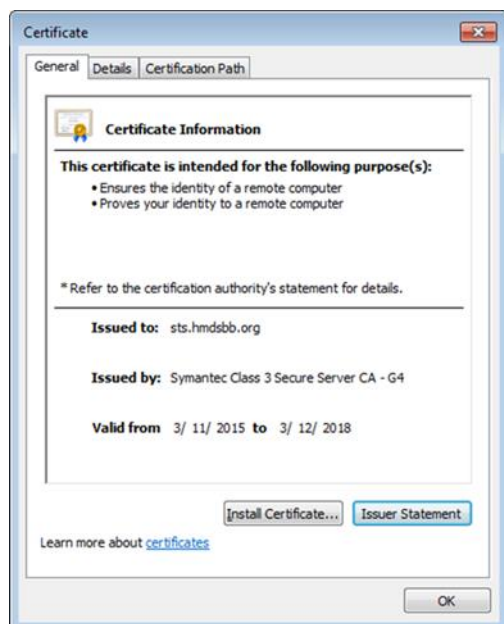 Certificate
General Details Certification Path
Certificate Information
This certificate is intended for the following purpose(s):
• Ensures the identity of a remote computer
• Proves your identity to a remote computer
* Refer to the certification authority's statement for details.
Issued to: sts.hmdsbb.org
Issued by: Symantec Class 3 Secure Server CA - G4
Valid from 3/ 11/ 2015 to 3/ 12/ 2018
Install Certificate... Issuer Statement
Learn more about certificates
OK